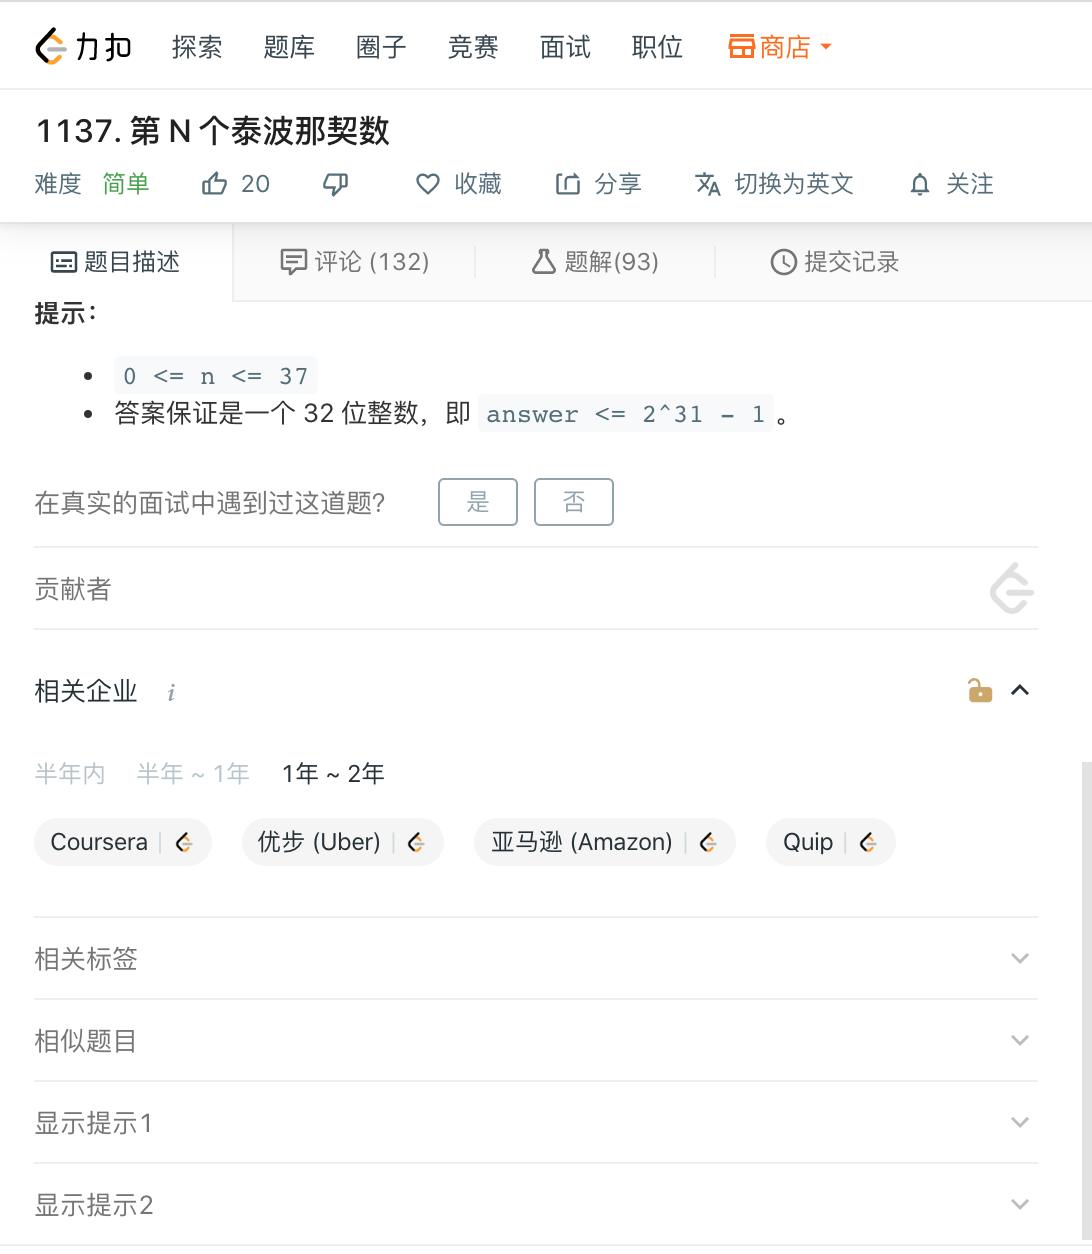 力扣 探索 题库 圈子 竞赛 面试 职位 商店
1137. 第 N 个泰波那契数
难度 简单 20 收藏 分享 切换为英文 关注
题目描述 评论 (132) 题解(93) 提交记录
提示：
0 <= n <= 37
答案保证是一个 32 位整数，即 answer <= 2^31 - 1。
在真实的面试中遇到过这道题? 是 否
贡献者
相关企业 i
半年内 半年 ~ 1年 1年 ~ 2年
Coursera 优步 (Uber) 亚马逊 (Amazon) Quip
相关标签
相似题目
显示提示1
显示提示2